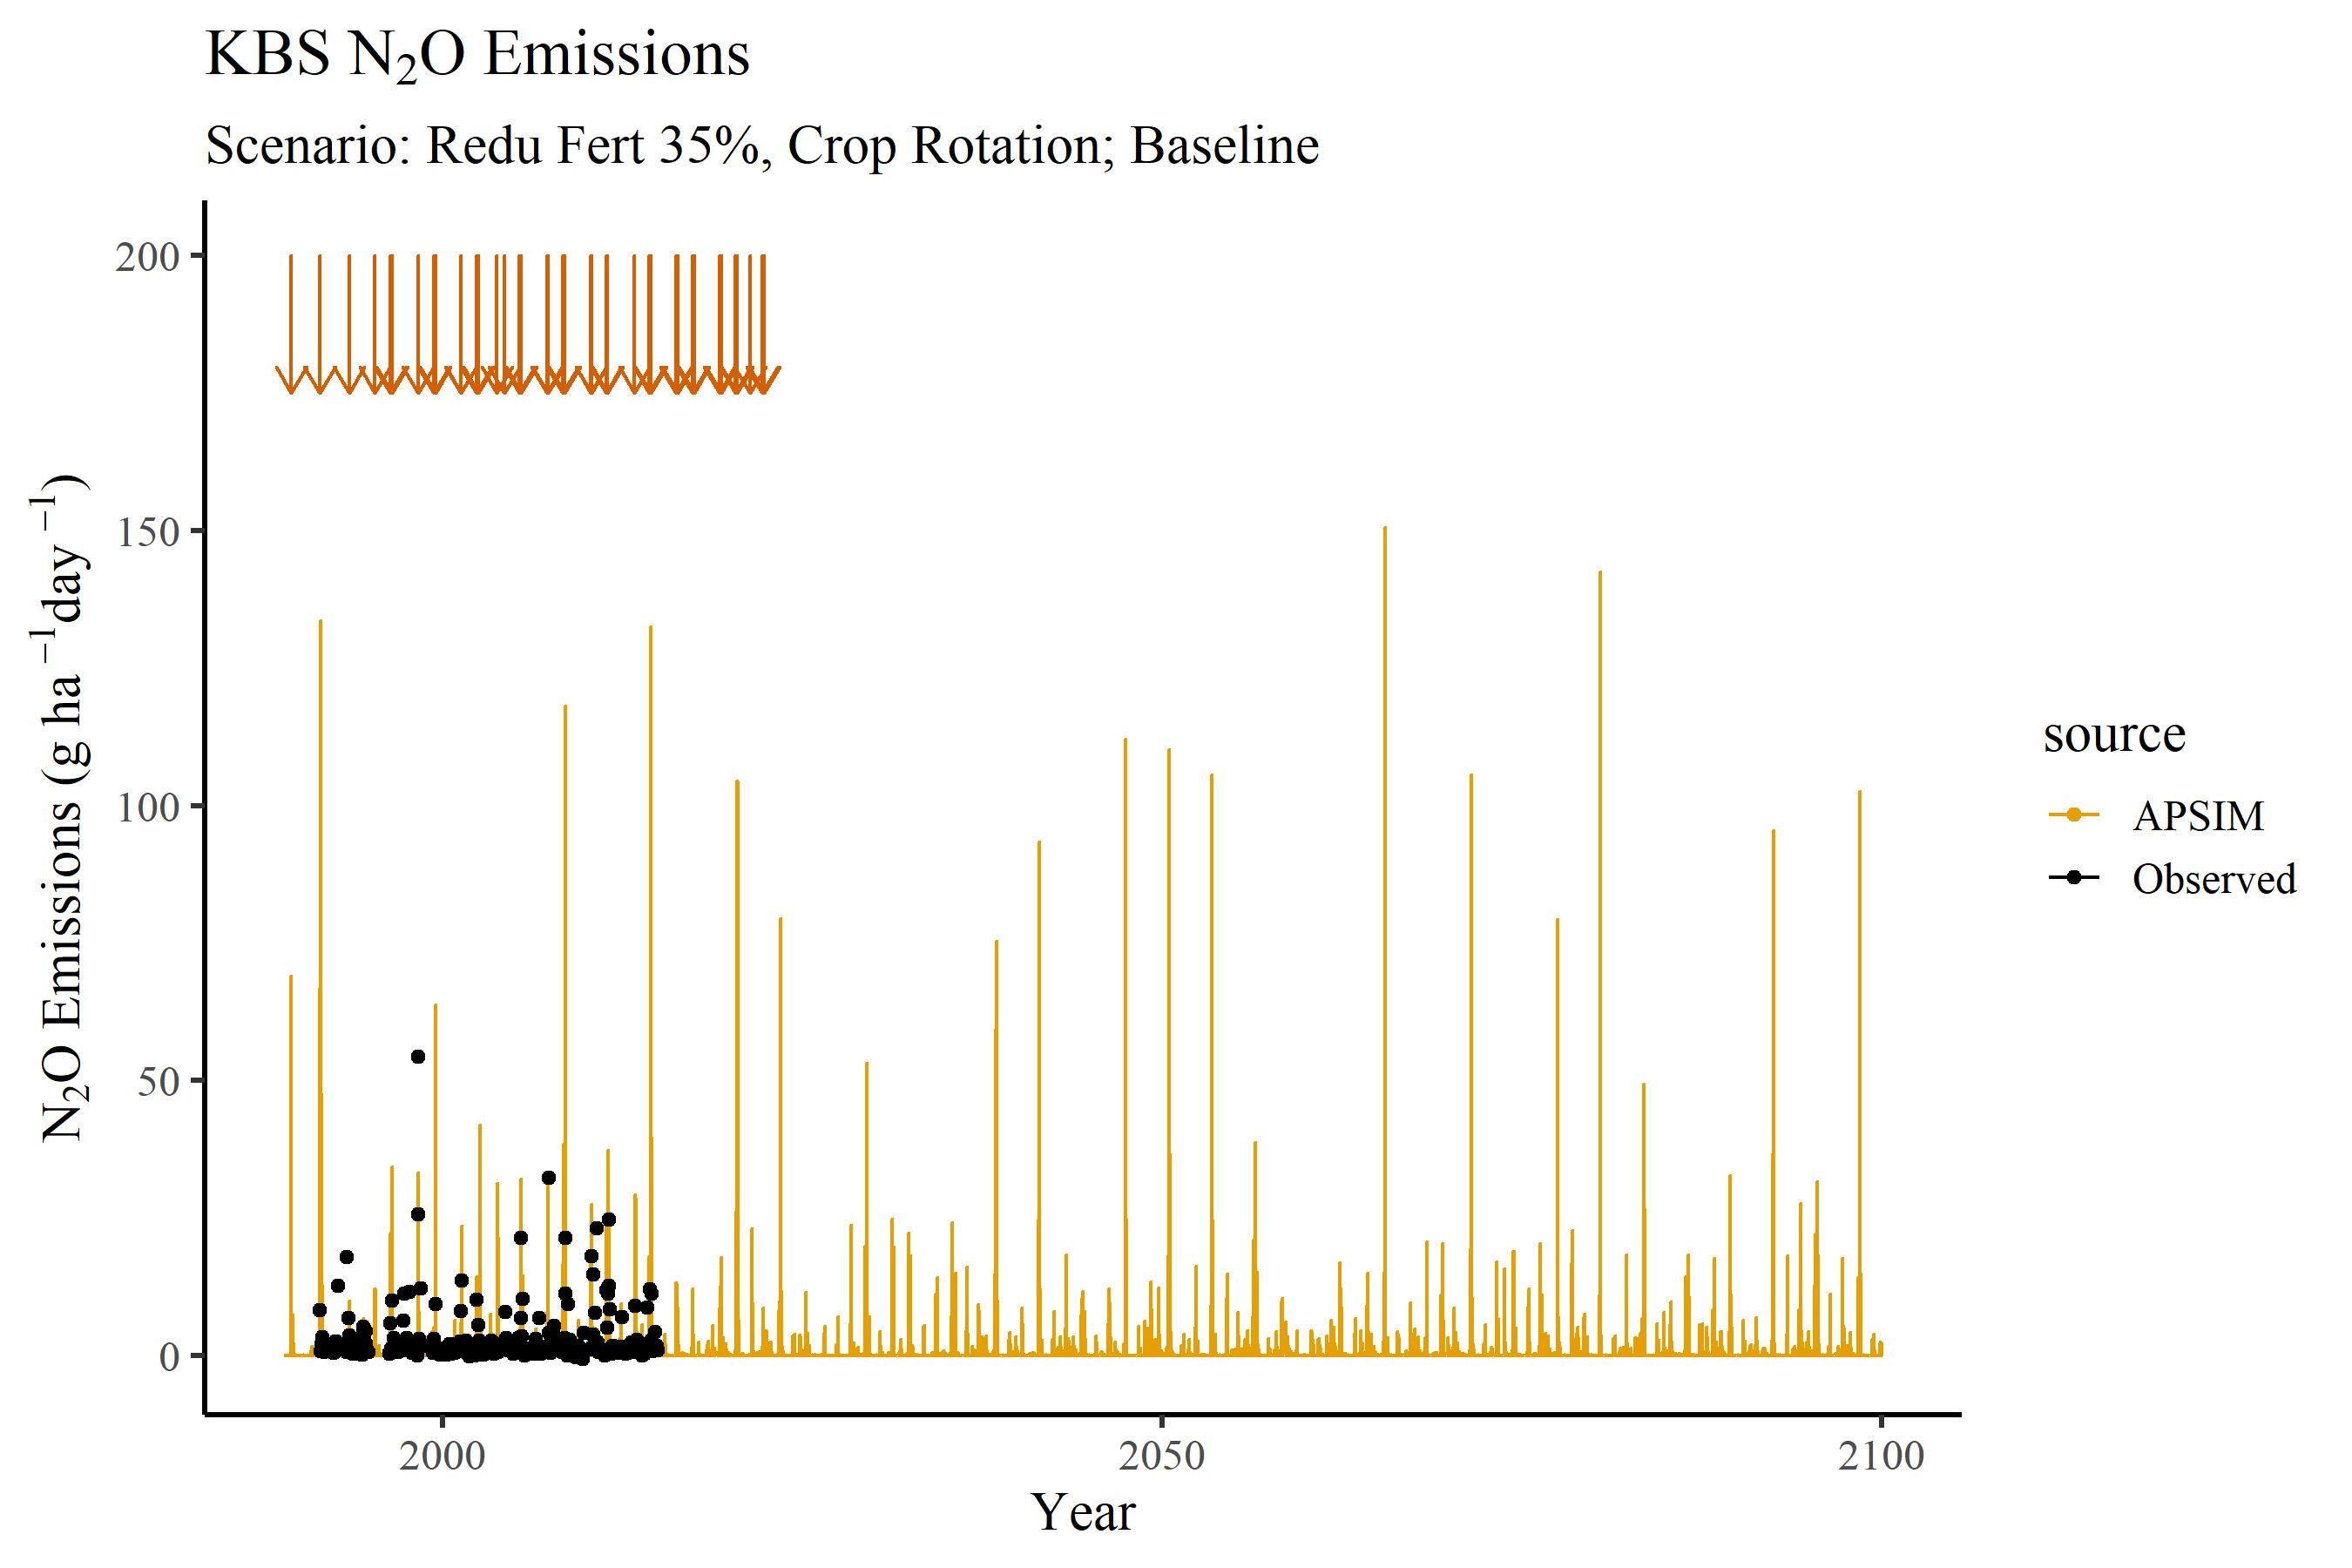 KBS N₂O Emissions
Scenario: Redu Fert 35%, Crop Rotation; Baseline
N₂O Emissions (g ha ⁻¹day ⁻¹)
200
150
100
50
0
2000
2050
2100
Year
source
APSIM
Observed